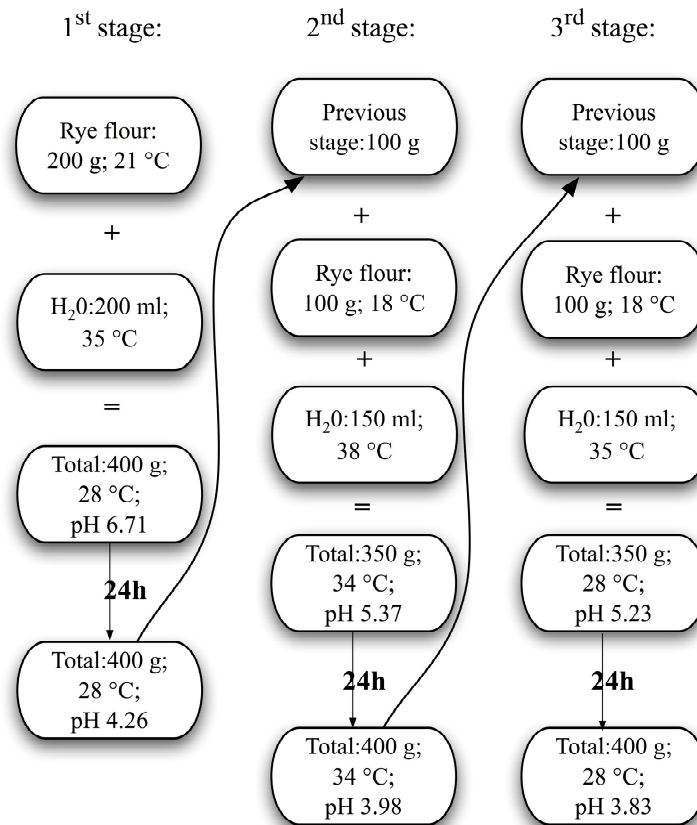 1st stage:
Rye flour:
200 g; 21 °C
+
H20:200 ml;
35 °C
=
Total:400 g;
28 °C;
pH 6.71
24h
Total:400 g;
28 °C;
pH 4.26
2nd stage:
Previous
stage:100 g
+
Rye flour:
100 g; 18 °C
+
H20:150 ml;
38 °C
=
Total:350 g;
34 °C;
pH 5.37
24h
Total:400 g;
34 °C;
pH 3.98
3rd stage:
Previous
stage:100 g
+
Rye flour:
100 g; 18 °C
+
H20:150 ml;
35 °C
=
Total:350 g;
28 °C;
pH 5.23
24h
Total:400 g;
28 °C;
pH 3.83